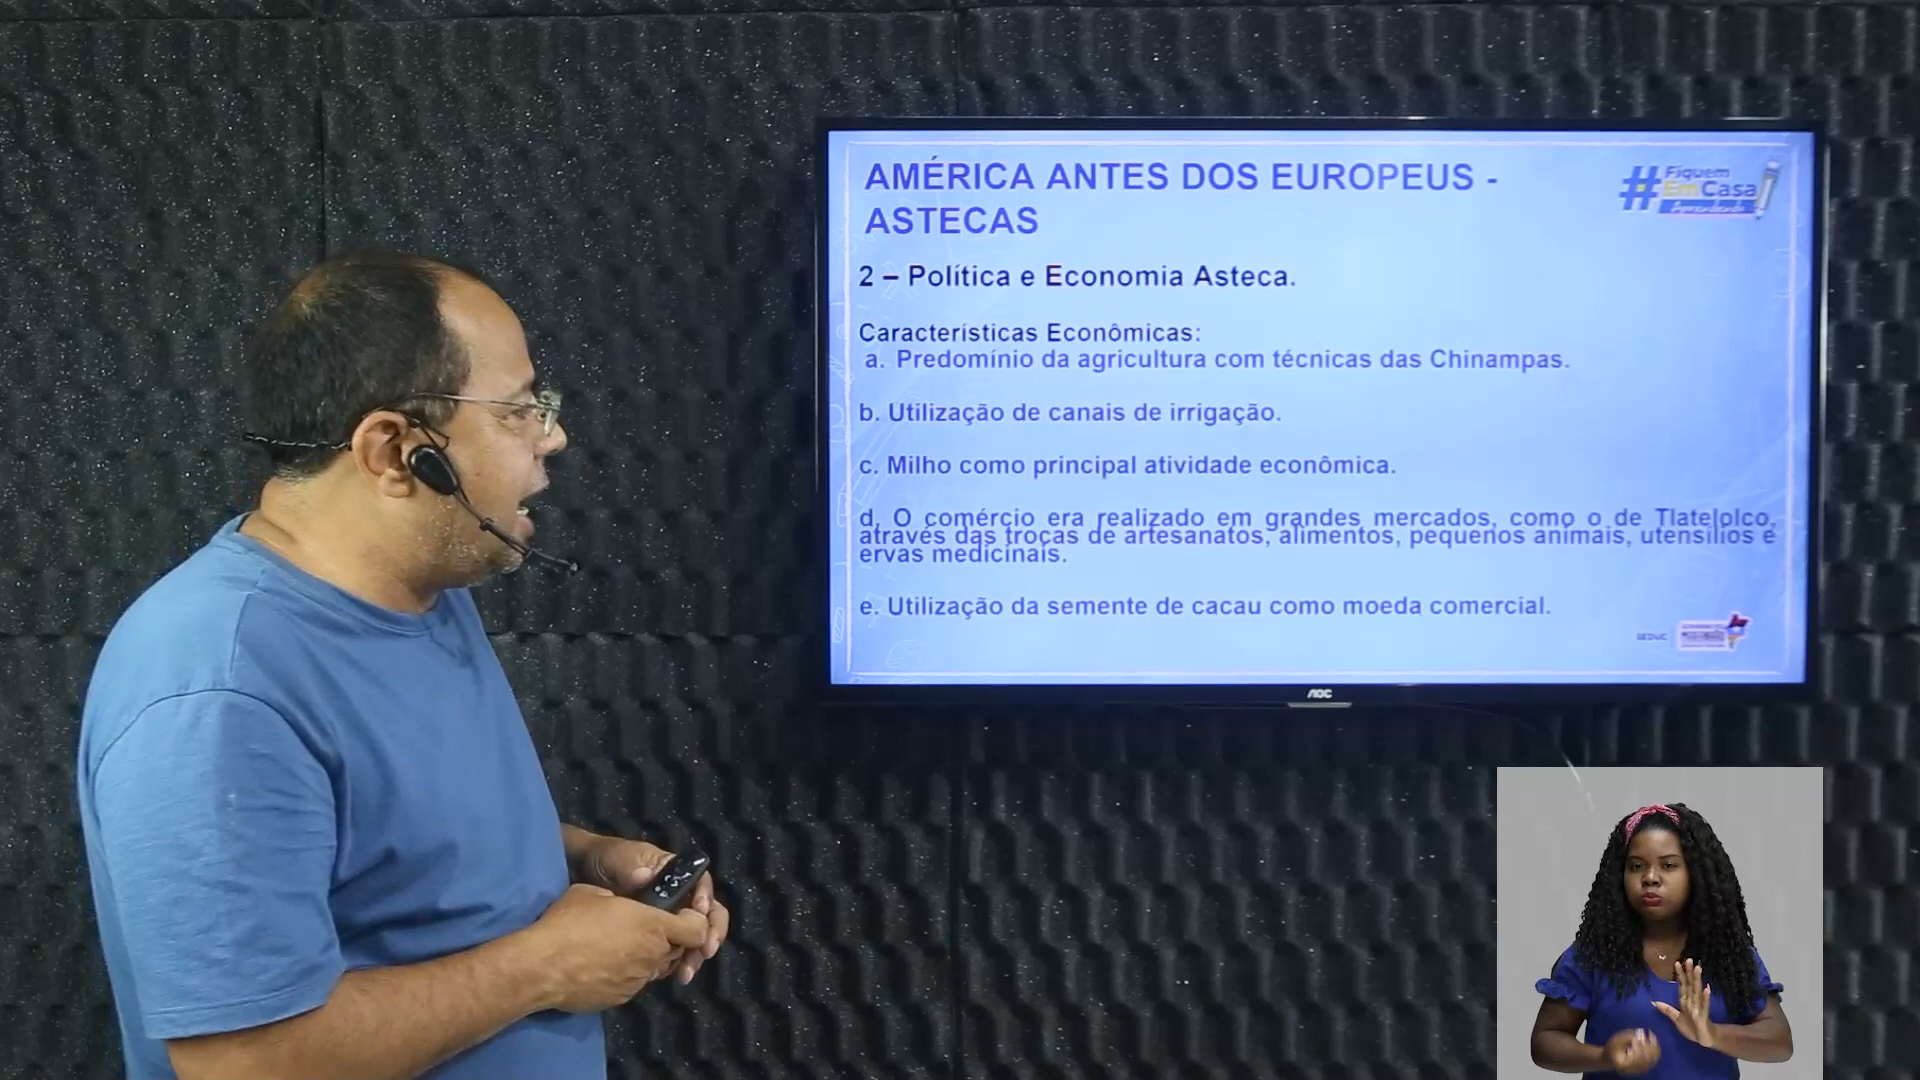 AMÉRICA ANTES DOS EUROPEUS -
ASTECAS
#Fiquem
EmCasa
Aprendendo
2 – Política e Economia Asteca.
Características Econômicas:
a. Predomínio da agricultura com técnicas das Chinampas.
b. Utilização de canais de irrigação.
c. Milho como principal atividade econômica.
d. O comércio era realizado em grandes mercados, como o de Tlatelolco,
através das trocas de artesanatos, alimentos, pequenos animais, utensílios e
ervas medicinais.
e. Utilização da semente de cacau como moeda comercial.
SEDUC
AOC